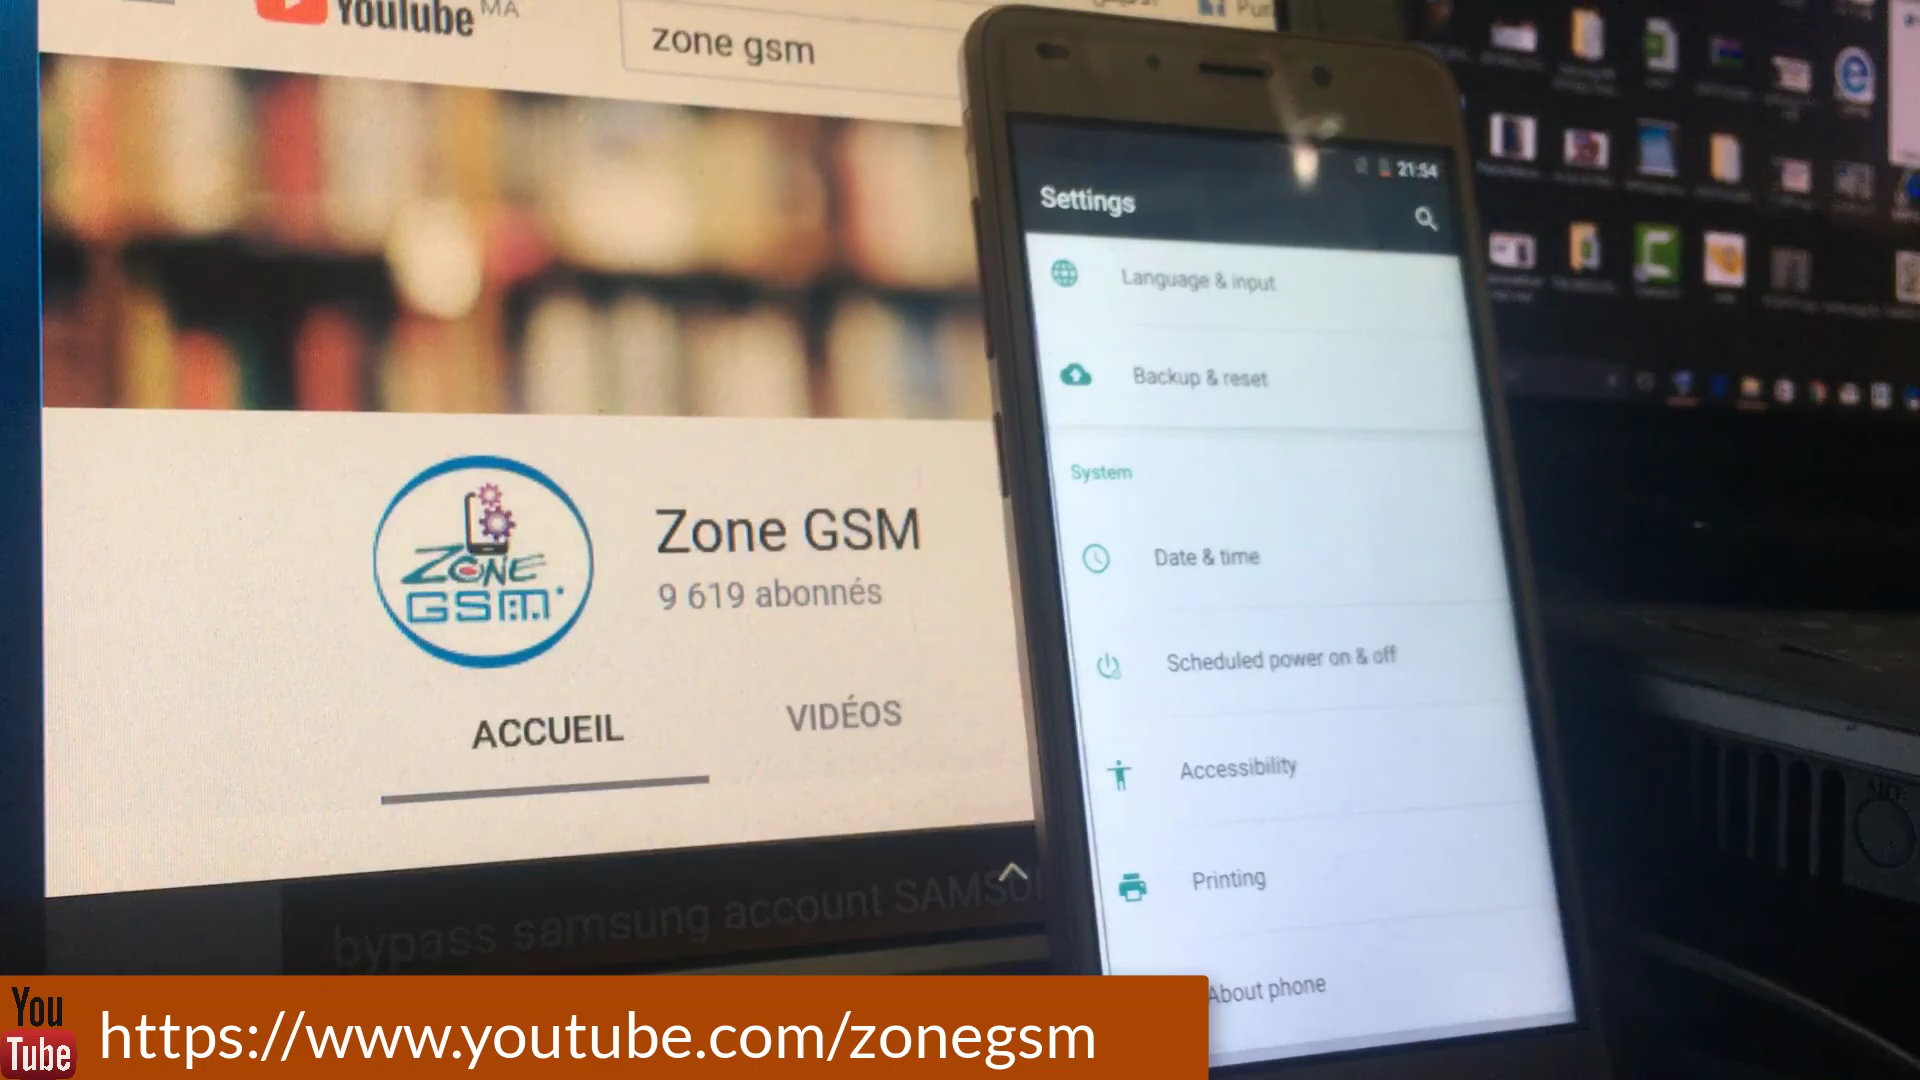 YouTube MA
zone gsm
ZONE
GSM
Zone GSM
9 619 abonnés
ACCUEIL
VIDÉOS
bypass samsung account
21:54
Settings
Language & input
Backup & reset
System
Date & time
Scheduled power on & off
Accessibility
Printing
About phone
You
Tube
https://www.youtube.com/zonegsm